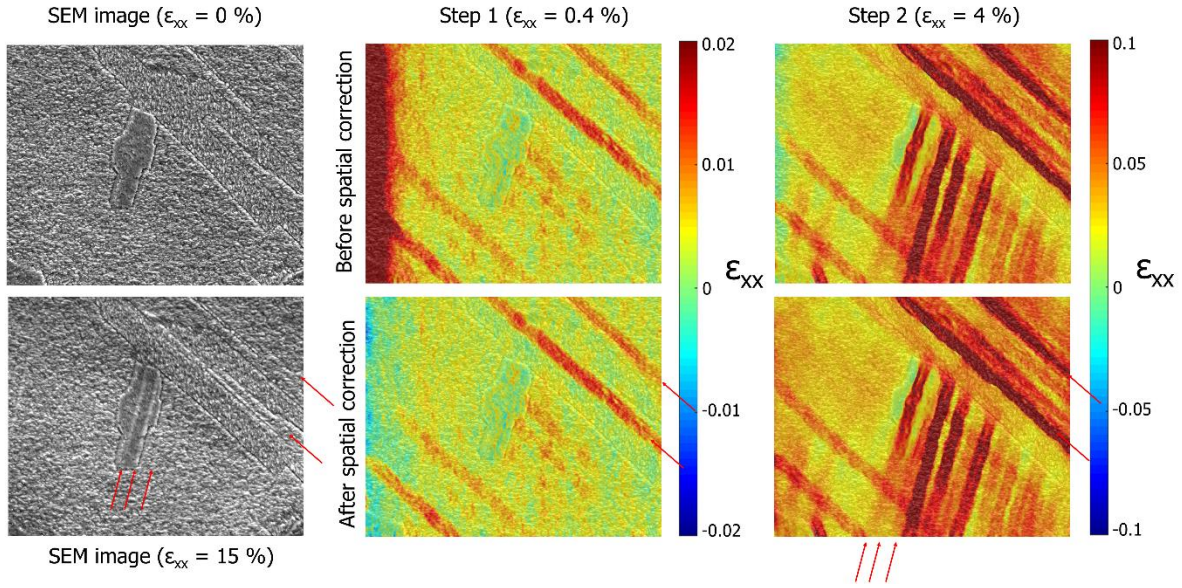 SEM image (εxx = 0 %)
Step 1 (εxx = 0.4 %)
Step 2 (εxx = 4 %)
Before spatial correction
After spatial correction
0.02
0.01
0
-0.01
-0.02
εxx
0.1
0.05
0
-0.05
-0.1
εxx
SEM image (εxx = 15 %)